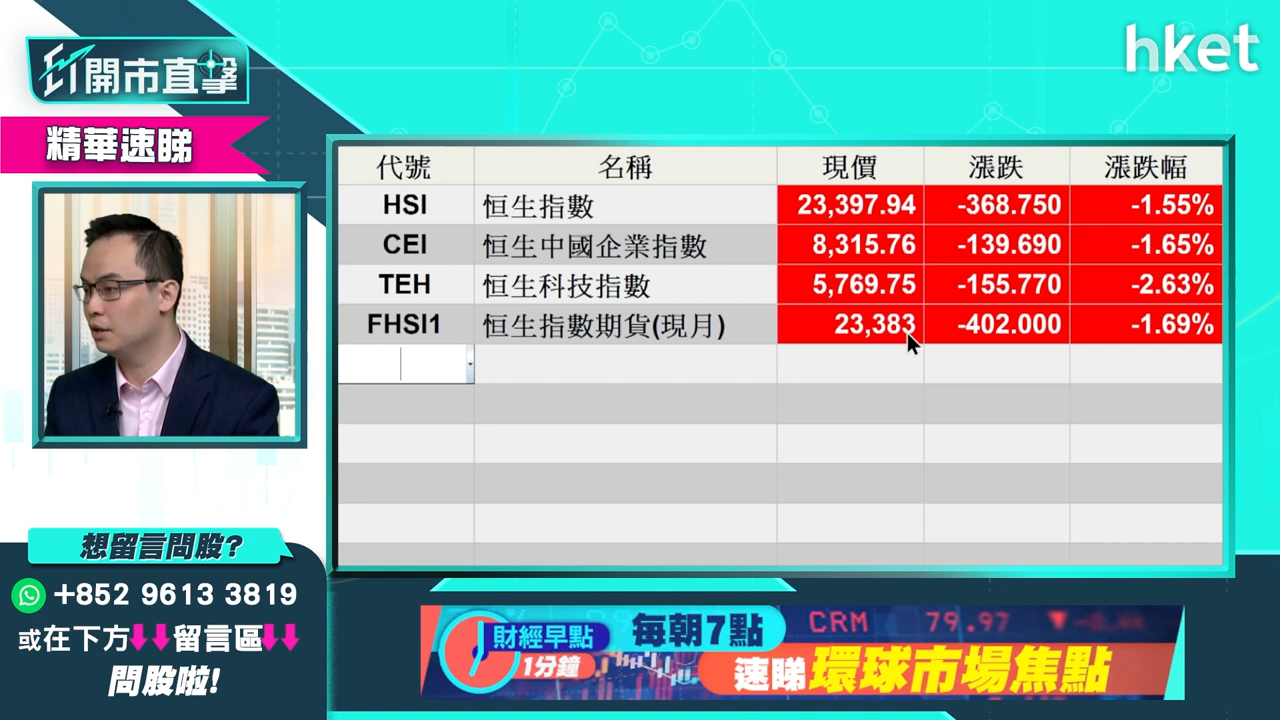 hket
ET開市直擊
精華速睇
代號 名稱 現價 漲跌 漲跌幅
HSI 恒生指數 23,397.94 -368.750 -1.55%
CEI 恒生中國企業指數 8,315.76 -139.690 -1.65%
TEH 恒生科技指數 5,769.75 -155.770 -2.63%
FHSI1 恒生指數期貨(現月) 23,383 -402.000 -1.69%
想留言問股?
+852 9613 3819
或在下方留言區
問股啦!
財經早點
1分鐘
每朝7點
CRM 79.97
速睇環球市場焦點